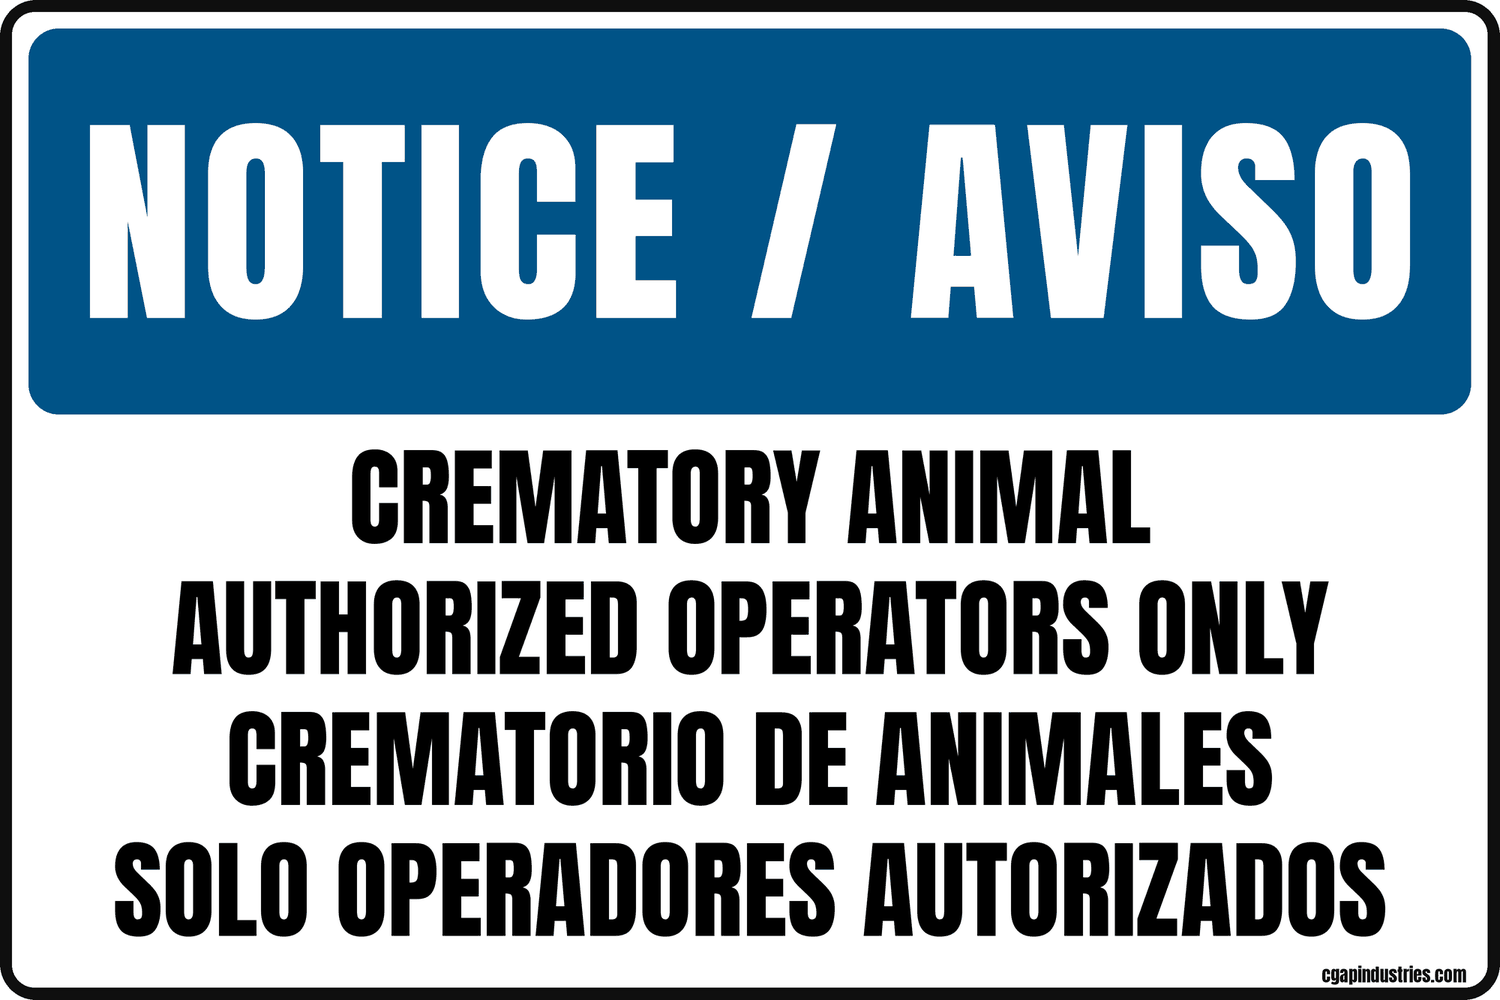 NOTICE / AVISO
CREMATORY ANIMAL
AUTHORIZED OPERATORS ONLY
CREMATORIO DE ANIMALES
SOLO OPERADORES AUTORIZADOS
cgapindustries.com